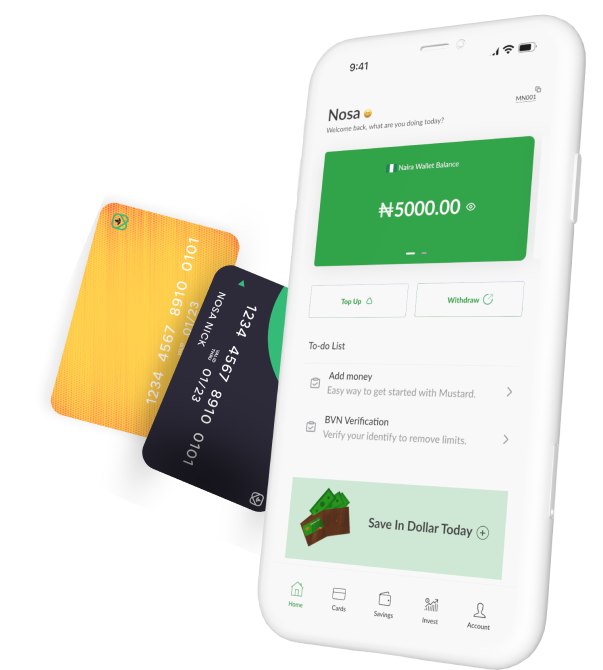 9:41
MN001
Nosa
Welcome back, what are you doing today?
Naira Wallet Balance
₦5000.00
Top Up
Withdraw
To-do List
Add money
Easy way to get started with Mustard.
BVN Verification
Verify your identify to remove limits.
Save In Dollar Today
Home
Cards
Savings
Invest
Account
1234 4567 8910 0101
01/23
1234 4567 8910 1010
01/23
NOSA NICK
VALID
THRU